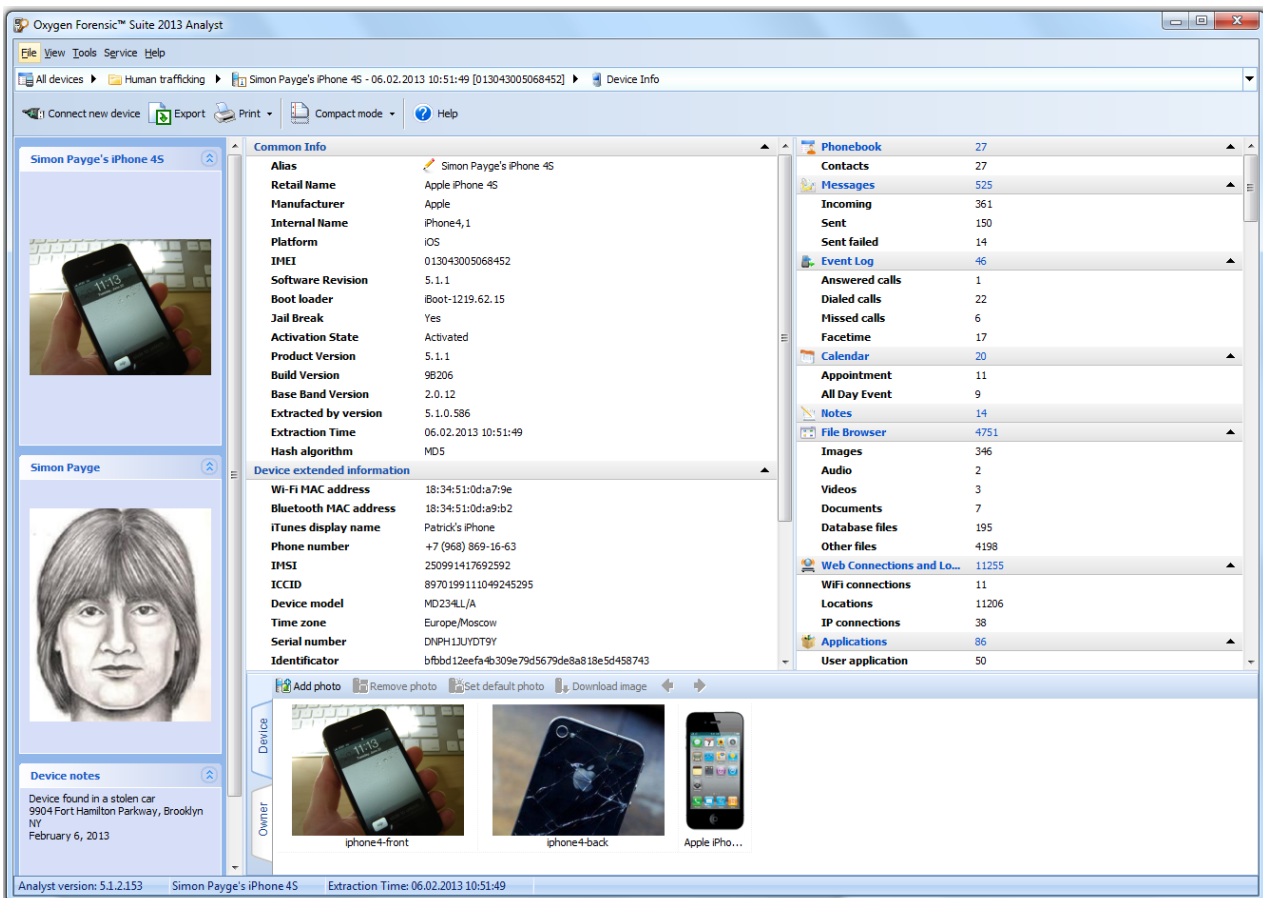 Oxygen Forensic™ Suite 2013 Analyst
File View Tools Service Help
All devices Human trafficking Simon Payge's iPhone 4S - 06.02.2013 10:51:49 [013043005068452] Device Info
Connect new device Export Print Compact mode Help
Simon Payge's iPhone 4S
11:13
Simon Payge
Device notes
Device found in a stolen car
9904 Fort Hamilton Parkway, Brooklyn
NY
February 6, 2013
Common Info
Alias Simon Payge's iPhone 4S
Retail Name Apple iPhone 4S
Manufacturer Apple
Internal Name iPhone4,1
Platform iOS
IMEI 013043005068452
Software Revision 5.1.1
Boot loader iBoot-1219.62.15
Jail Break Yes
Activation State Activated
Product Version 5.1.1
Build Version 9B206
Base Band Version 2.0.12
Extracted by version 5.1.0.586
Extraction Time 06.02.2013 10:51:49
Hash algorithm MD5
Device extended information
Wi-Fi MAC address 18:34:51:0d:a7:9e
Bluetooth MAC address 18:34:51:0d:a9:b2
iTunes display name Patrick's iPhone
Phone number +7 (968) 869-16-63
IMSI 250991417692592
ICCID 8970199111049245295
Device model MD234LL/A
Time zone Europe/Moscow
Serial number DNPH1JUYDT9Y
Identificator bfbbd12eefa4b309e79d5679de8a818e5d458743
Phonebook 27
Contacts 27
Messages 525
Incoming 361
Sent 150
Sent failed 14
Event Log 46
Answered calls 1
Dialed calls 22
Missed calls 6
Facetime 17
Calendar 20
Appointment 11
All Day Event 9
Notes 14
File Browser 4751
Images 346
Audio 2
Videos 3
Documents 7
Database files 195
Other files 4198
Web Connections and Lo... 11255
WiFi connections 11
Locations 11206
IP connections 38
Applications 86
User application 50
Add photo Remove photo Set default photo Download image
Device
Owner
11:13
iphone4-front
iphone4-back
Apple iPho...
Analyst version: 5.1.2.153 Simon Payge's iPhone 4S Extraction Time: 06.02.2013 10:51:49